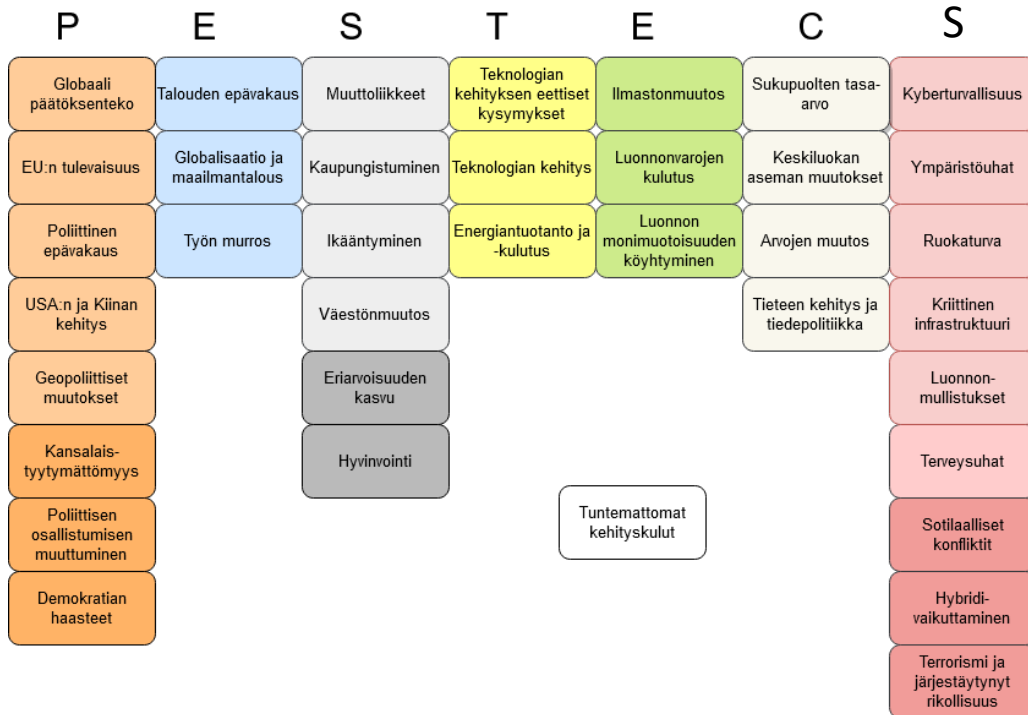 P
E
S
T
E
C
S
Globaali
päätöksenteko
EU:n tulevaisuus
Poliittinen
epävakaus
USA:n ja Kiinan
kehitys
Geopoliittiset
muutokset
Kansalais-
tyytymättömyys
Poliittisen
osallistumisen
muuttuminen
Demokratian
haasteet
Talouden epävakaus
Globalisaatio ja
maailmantalous
Työn murros
Muuttoliikkeet
Kaupungistuminen
Ikääntyminen
Väestönmuutos
Eriarvoisuuden
kasvu
Hyvinvointi
Teknologian
kehityksen eettiset
kysymykset
Teknologian kehitys
Energiantuotanto ja
-kulutus
Ilmastonmuutos
Luonnonvarojen
kulutus
Luonnon
monimuotoisuuden
köyhtyminen
Tuntemattomat
kehityskulut
Sukupuolten tasa-
arvo
Keskiluokan
aseman muutokset
Arvojen muutos
Tieteen kehitys ja
tiedepolitiikka
Kyberturvallisuus
Ympäristöuhat
Ruokaturva
Kriittinen
infrastruktuuri
Luonnon-
mullistukset
Terveysuhat
Sotilaalliset
konfliktit
Hybridi-
vaikuttaminen
Terrorismi ja
järjestäytynyt
rikollisuus